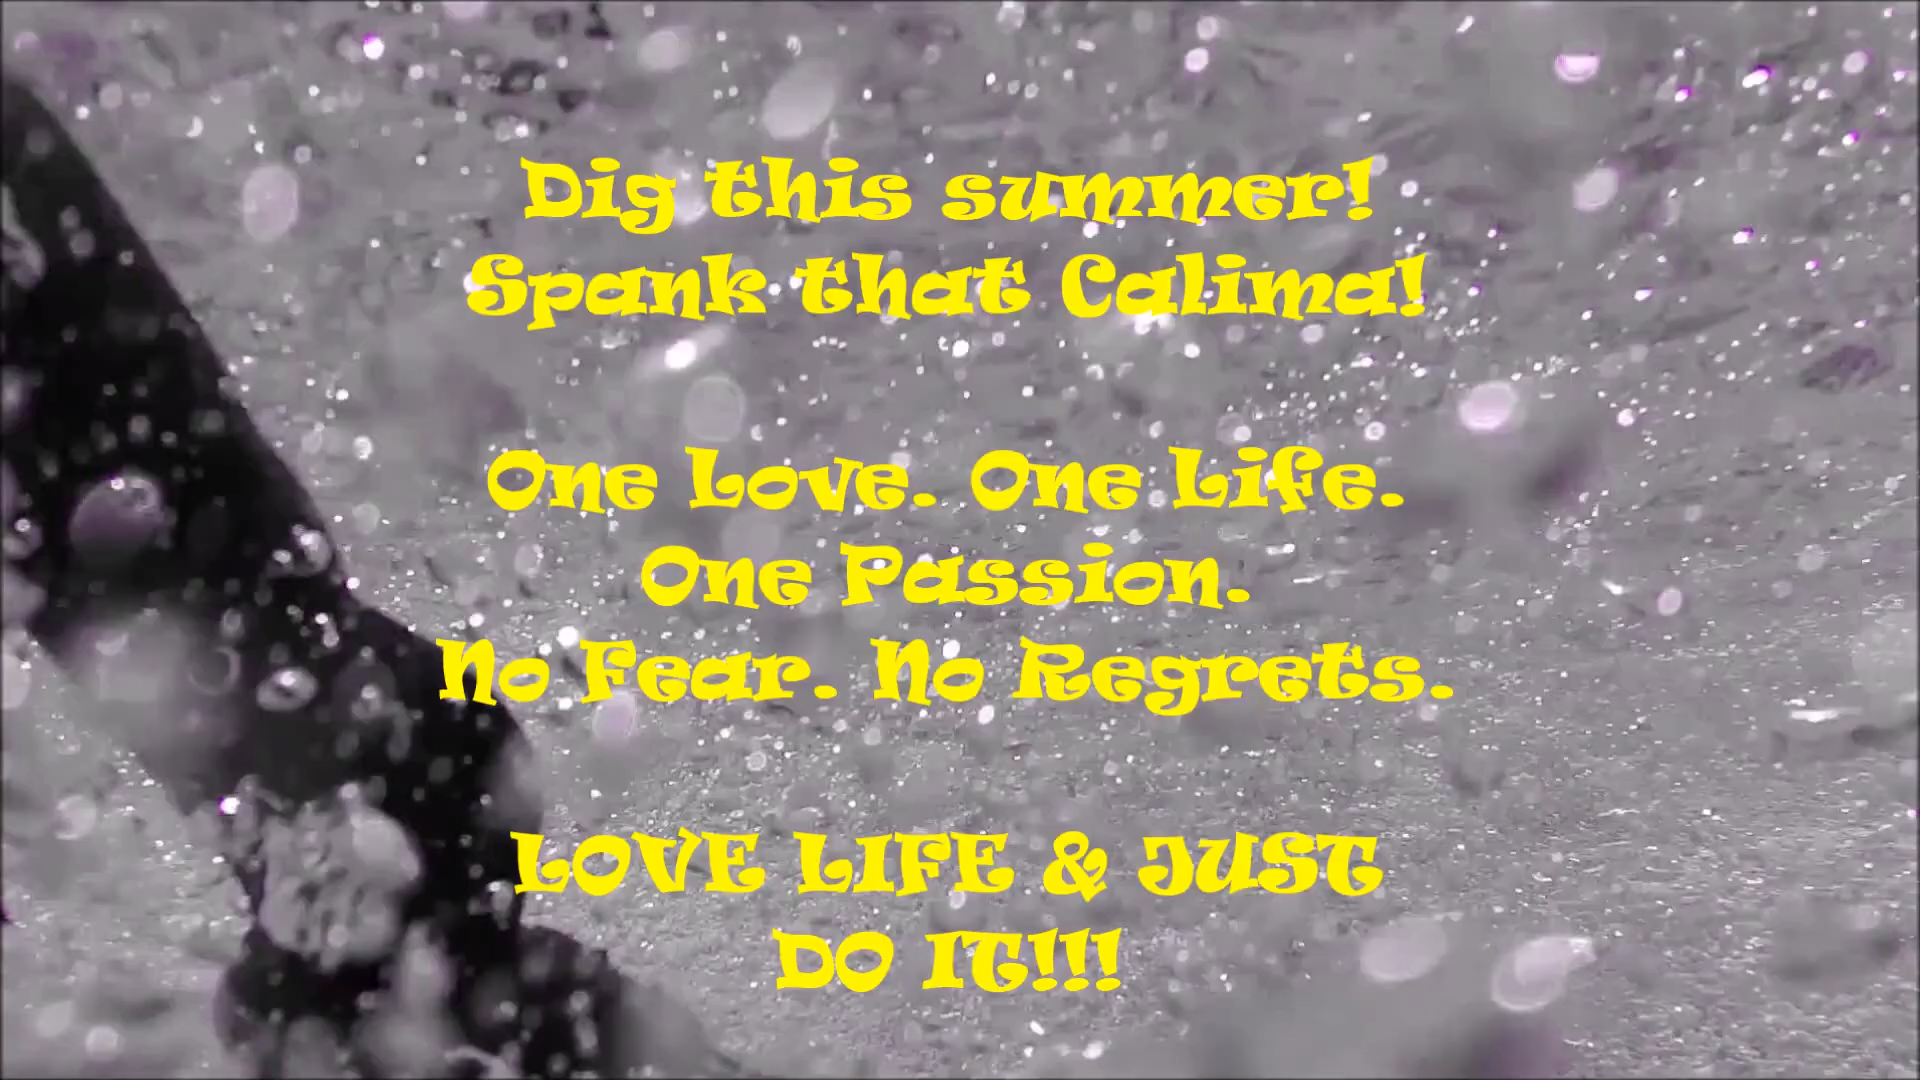 Dig this summer!
Spank that Calima!
One Love. One Life.
One Passion.
No Fear. No Regrets.
LOVE LIFE & JUST
DO IT!!!